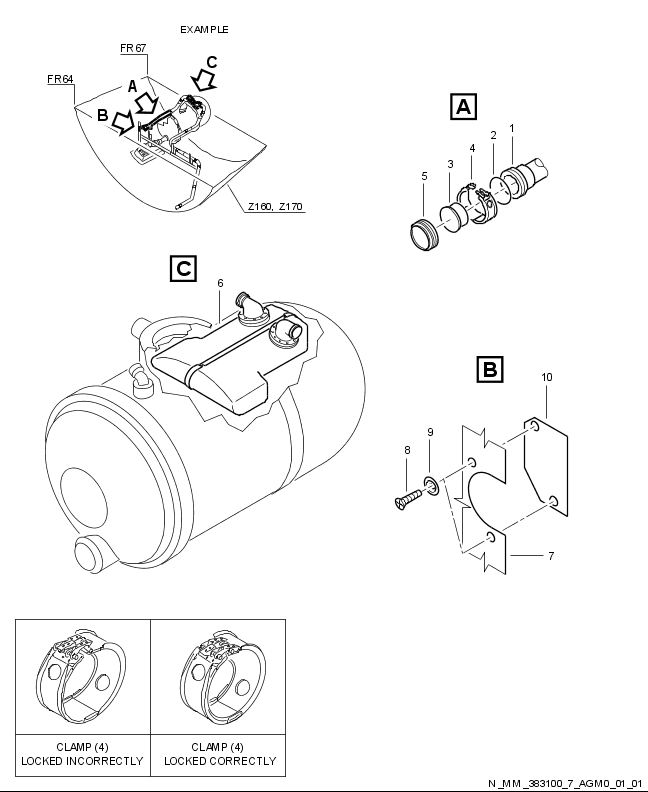 EXAMPLE
FR67
C
FR64
A
B
Z160, Z170
A
1
2
4
3
5
C
6
B
10
9
8
7
CLAMP (4)
LOCKED INCORRECTLY
CLAMP (4)
LOCKED CORRECTLY
N_MM_383100_7_AGM0_01_01